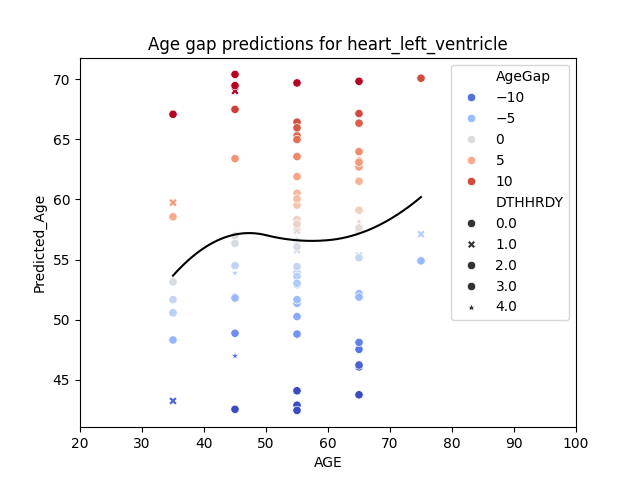 Age gap predictions for heart_left_ventricle
Predicted_Age
70
65
60
55
50
45
20 30 40 50 60 70 80 90 100
AGE
AgeGap
−10
−5
0
5
10
DTHHRDY
0.0
1.0
2.0
3.0
4.0